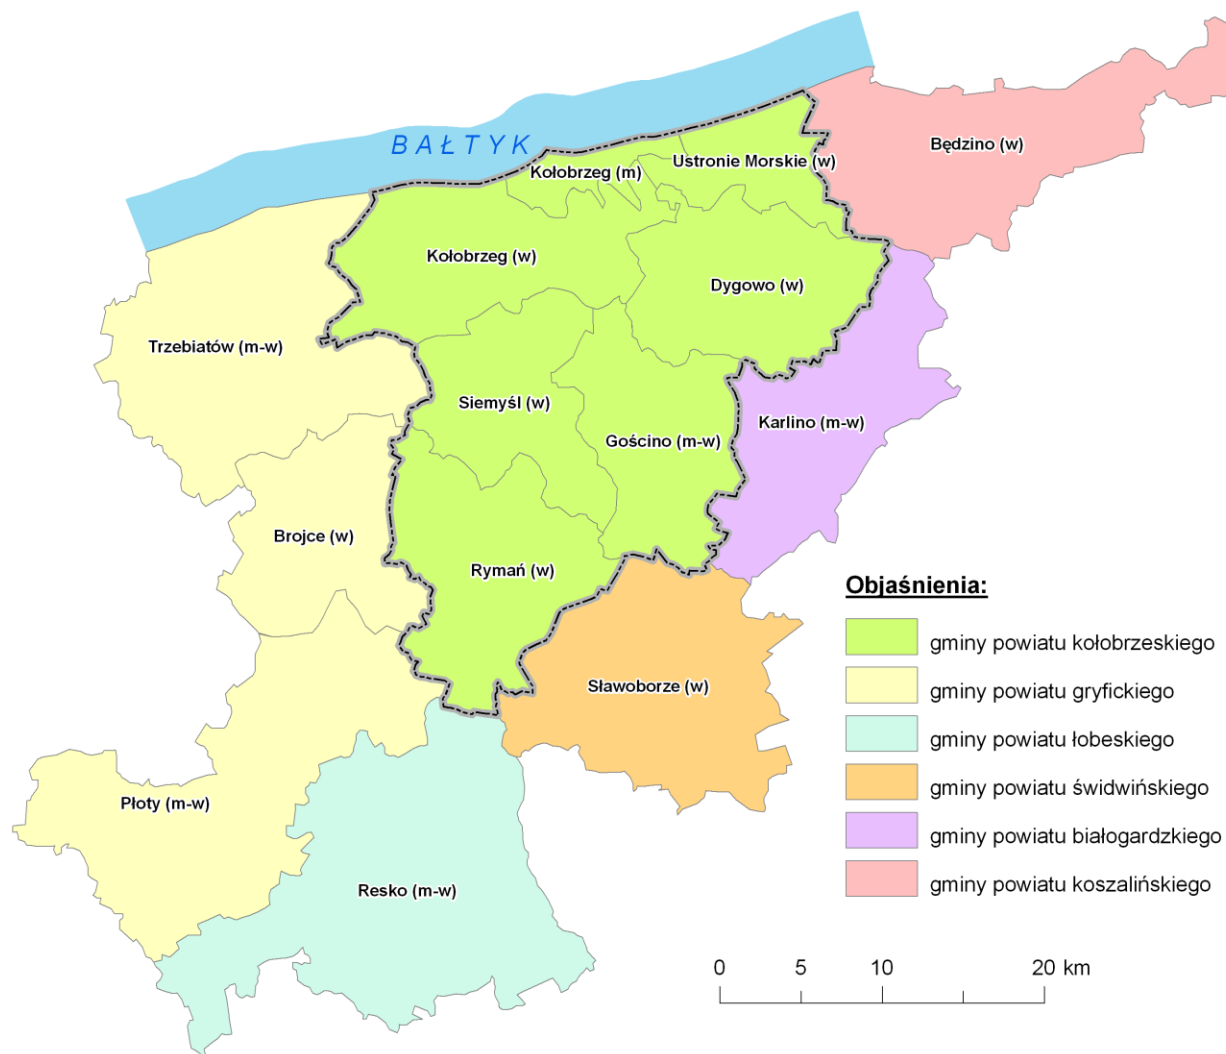 BAŁTYK
Będzino (w)
Ustronie Morskie (w)
Kołobrzeg (m)
Kołobrzeg (w)
Dygowo (w)
Trzebiatów (m-w)
Siemyśl (w)
Karlino (m-w)
Gościno (m-w)
Brojce (w)
Rymań (w)
Sławoborze (w)
Płoty (m-w)
Resko (m-w)
Objaśnienia:
gminy powiatu kołobrzeskiego
gminy powiatu gryfickiego
gminy powiatu łobeskiego
gminy powiatu świdwińskiego
gminy powiatu białogardzkiego
gminy powiatu koszalińskiego
0 5 10 20 km